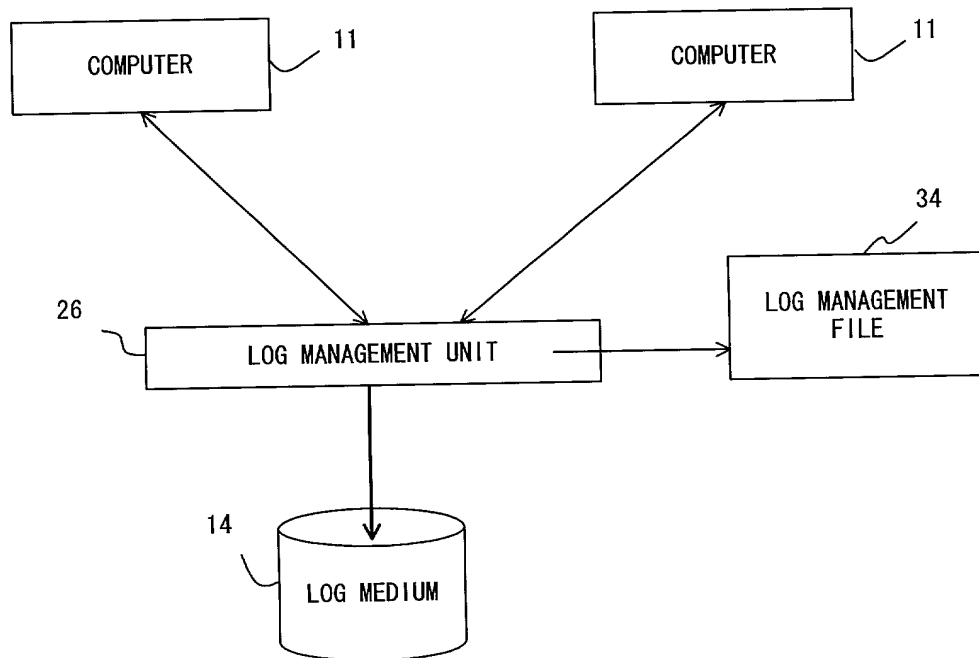 COMPUTER
11
COMPUTER
11
34
LOG MANAGEMENT
FILE
26
LOG MANAGEMENT UNIT
14
LOG MEDIUM